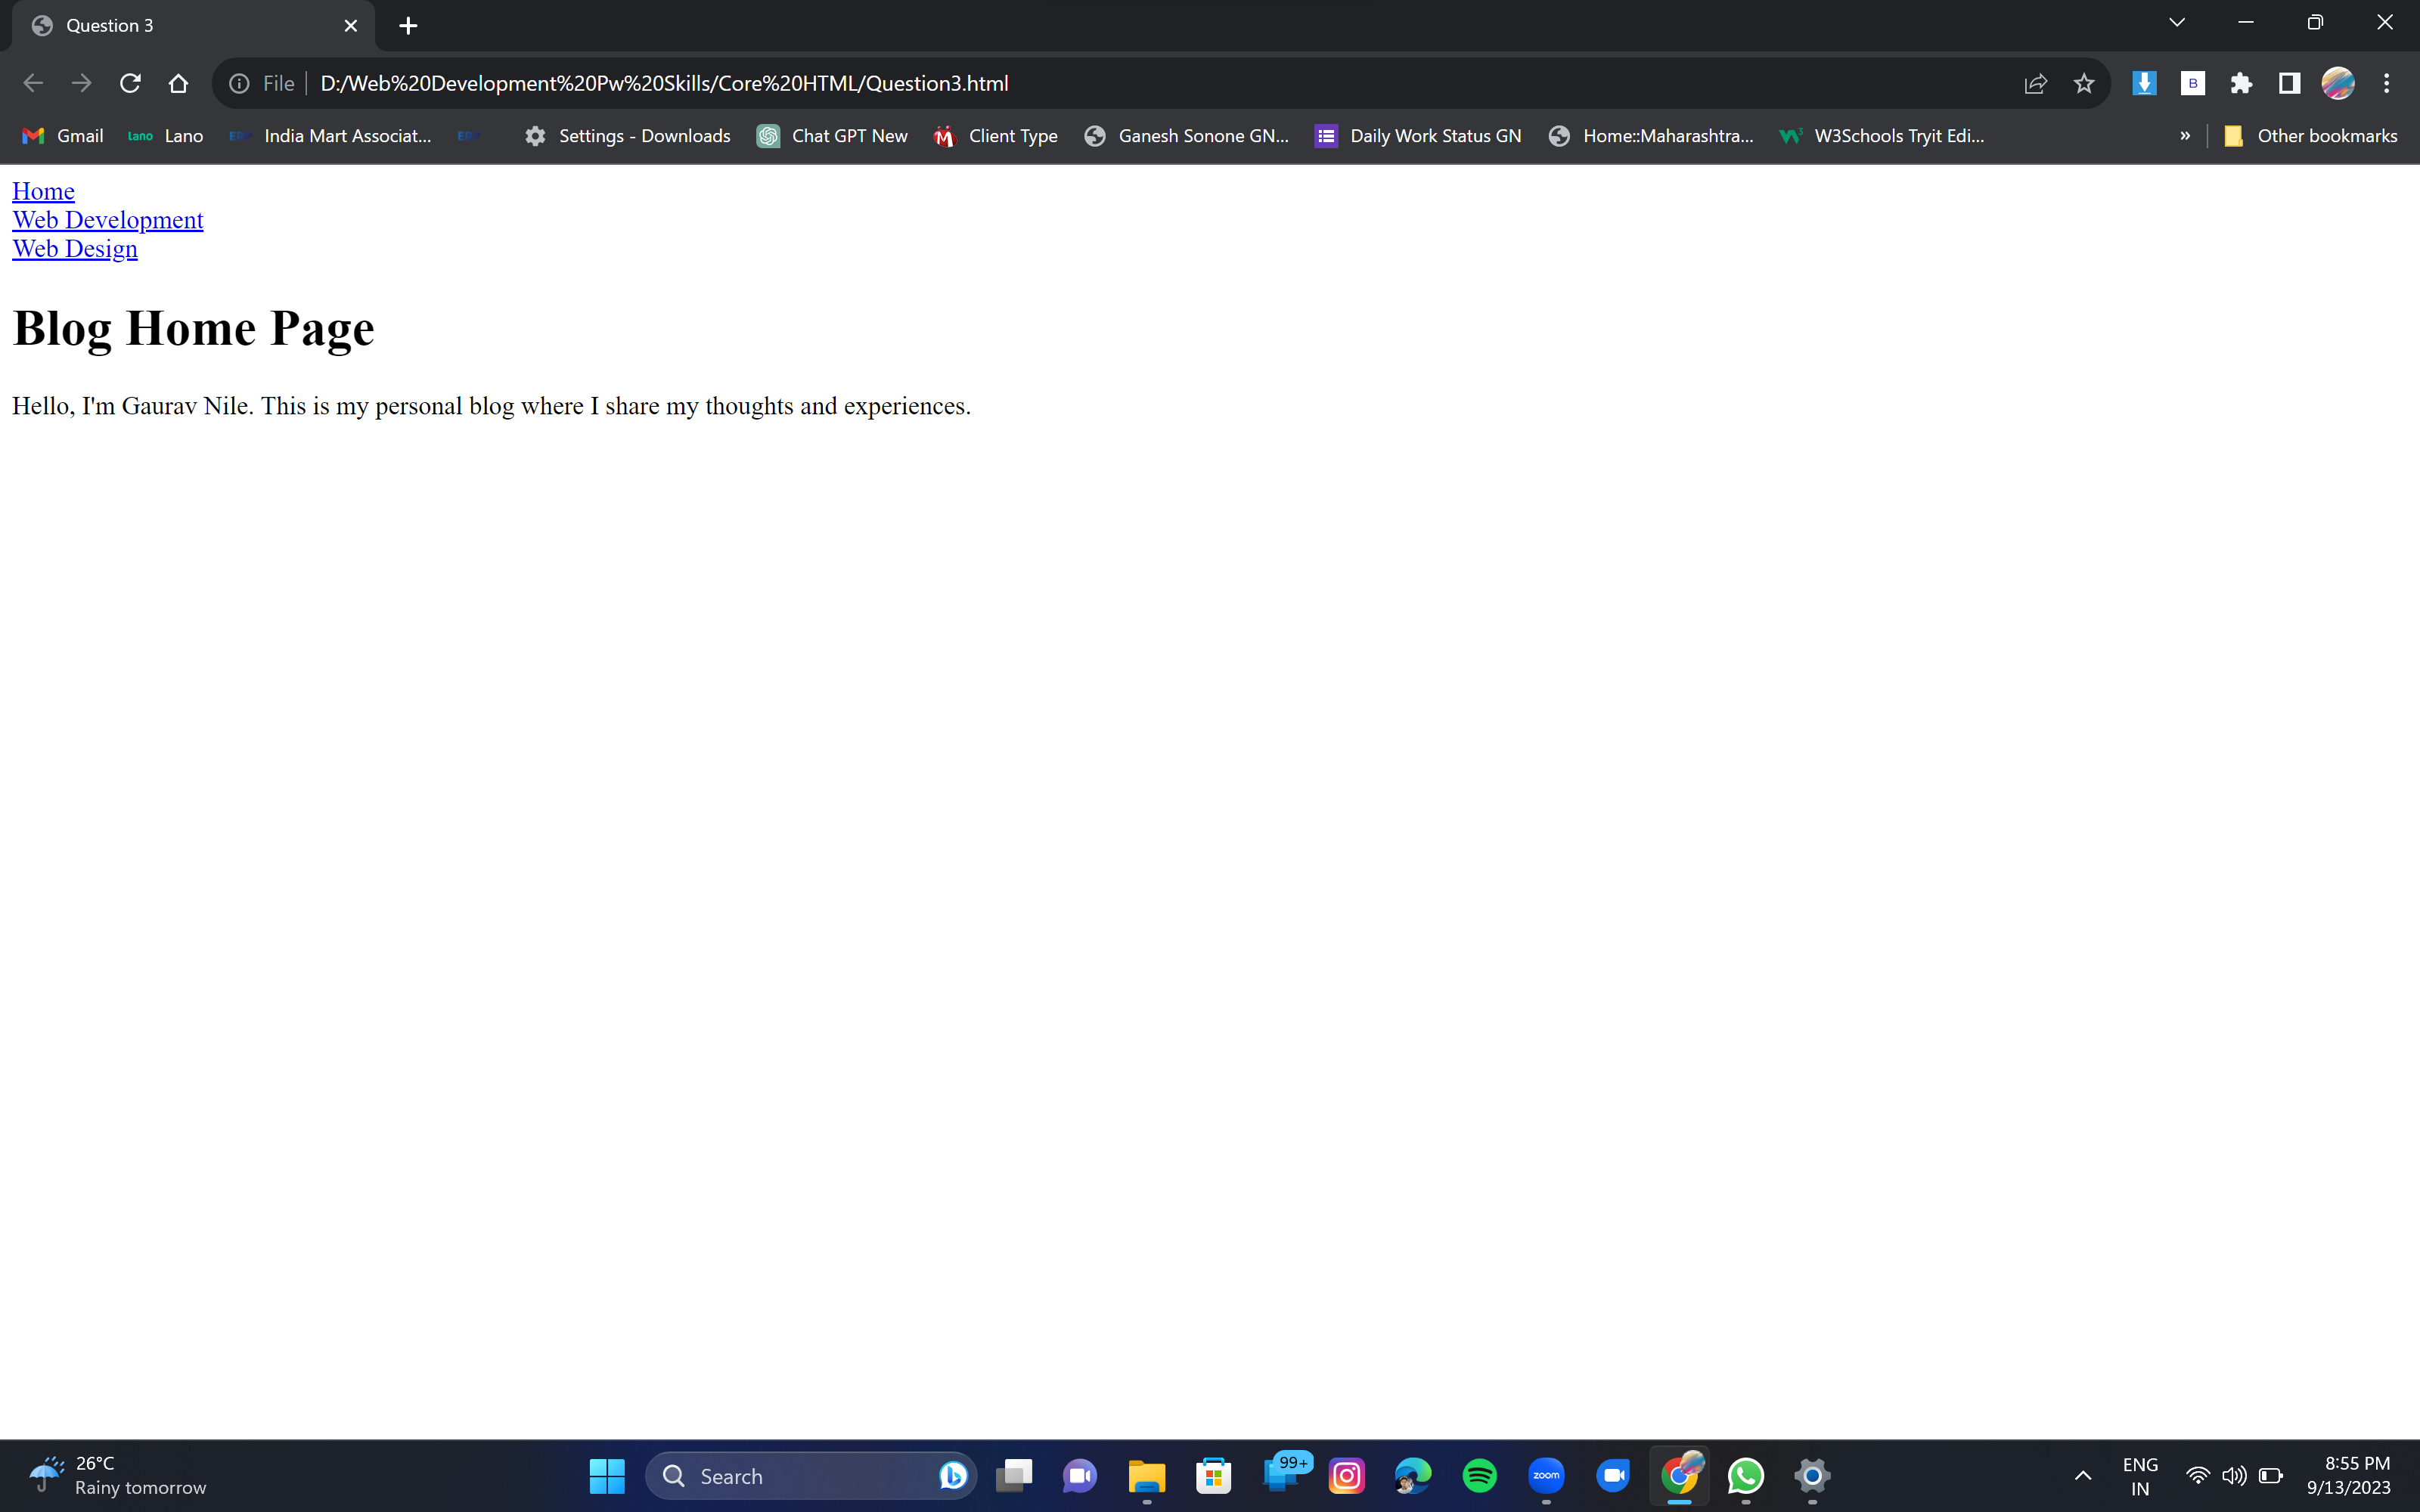 Question 3
File D:/Web%20Development%20Pw%20Skills/Core%20HTML/Question3.html
Gmail lano Lano India Mart Associat... Settings - Downloads Chat GPT New Client Type Ganesh Sonone GN... Daily Work Status GN Home::Maharashtra... W3Schools Tryit Edi... » Other bookmarks
Home
Web Development
Web Design
Blog Home Page
Hello, I'm Gaurav Nile. This is my personal blog where I share my thoughts and experiences.
26°C
Rainy tomorrow
Search
99+
zoom
ENG
IN
8:55 PM
9/13/2023